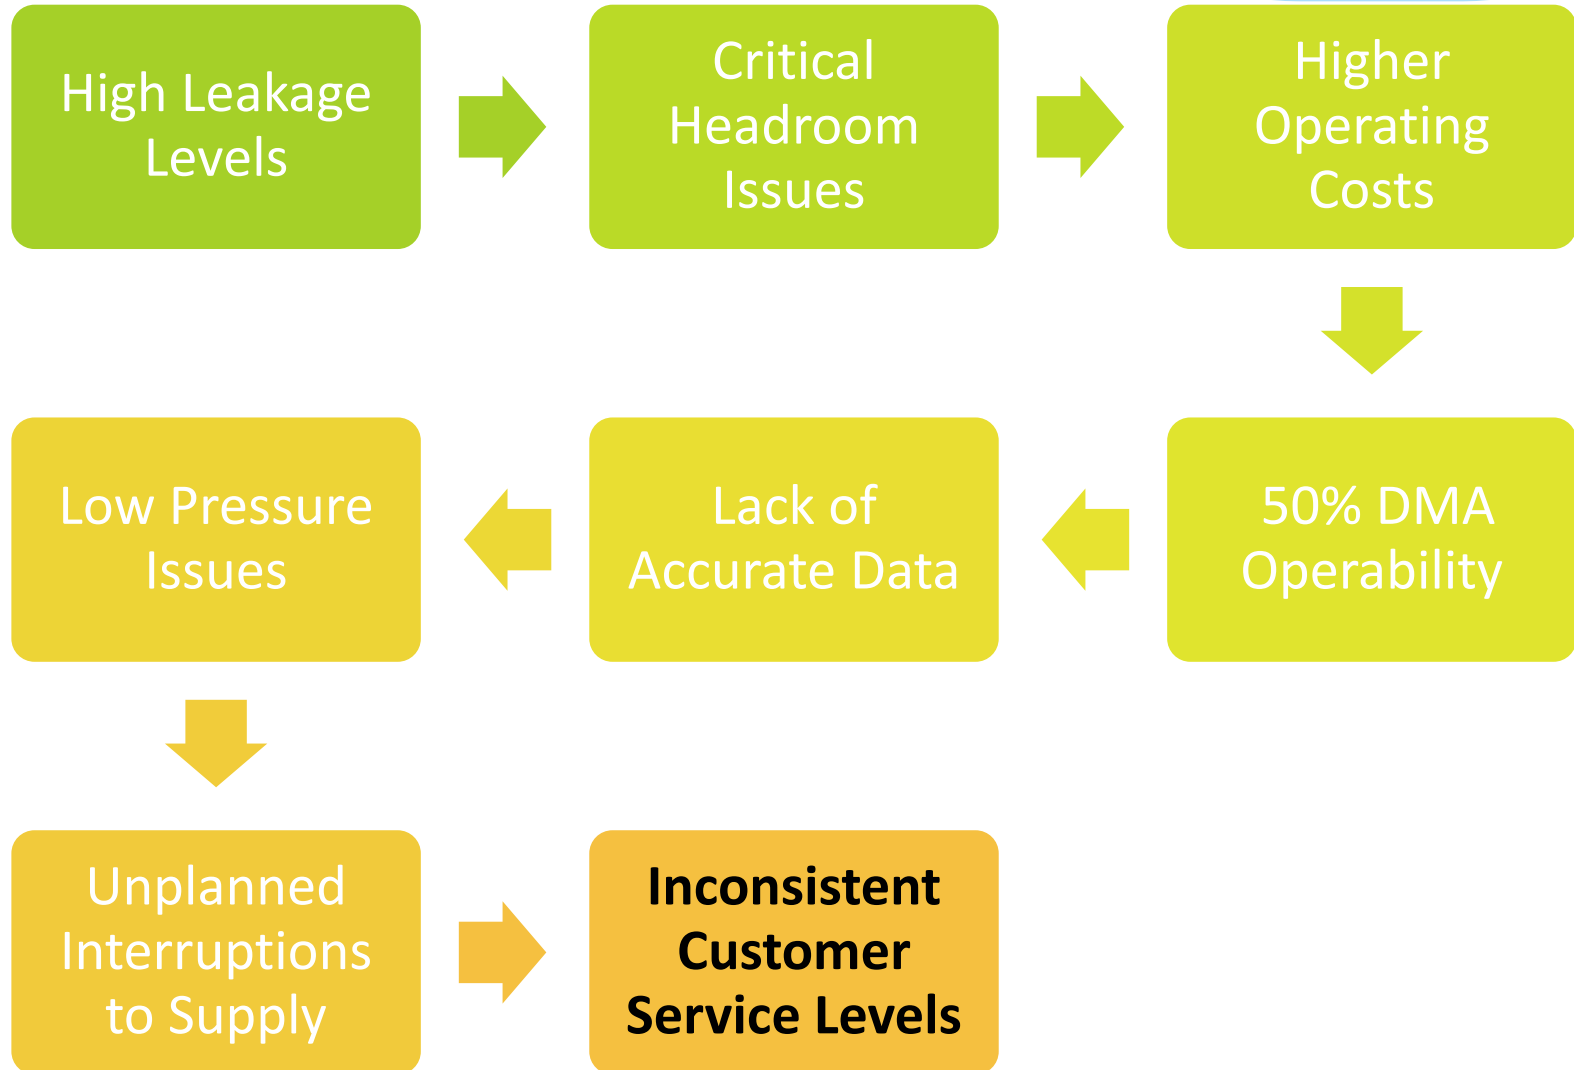 High Leakage
Levels
Critical
Headroom
Issues
Higher
Operating
Costs
50% DMA
Operability
Lack of
Accurate Data
Low Pressure
Issues
Unplanned
Interruptions
to Supply
Inconsistent
Customer
Service Levels